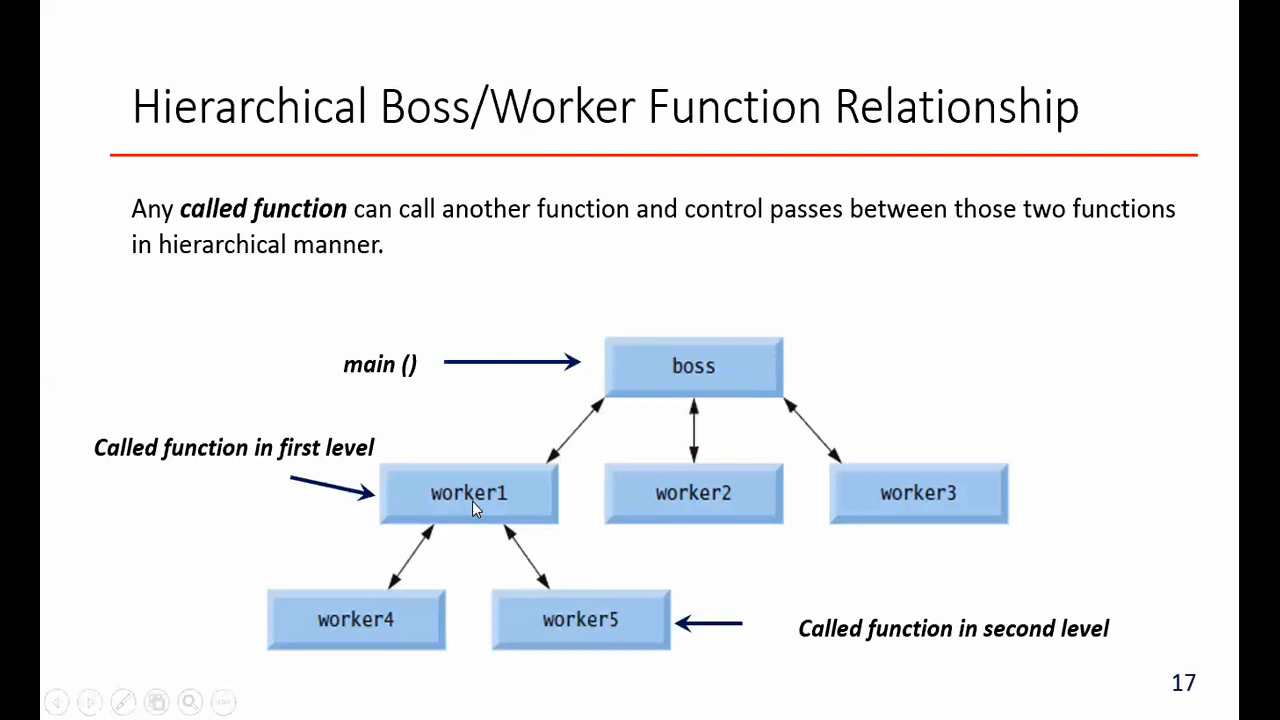 Hierarchical Boss/Worker Function Relationship
Any called function can call another function and control passes between those two functions
in hierarchical manner.
main ()
boss
Called function in first level
worker1
worker2
worker3
worker4
worker5
Called function in second level
17